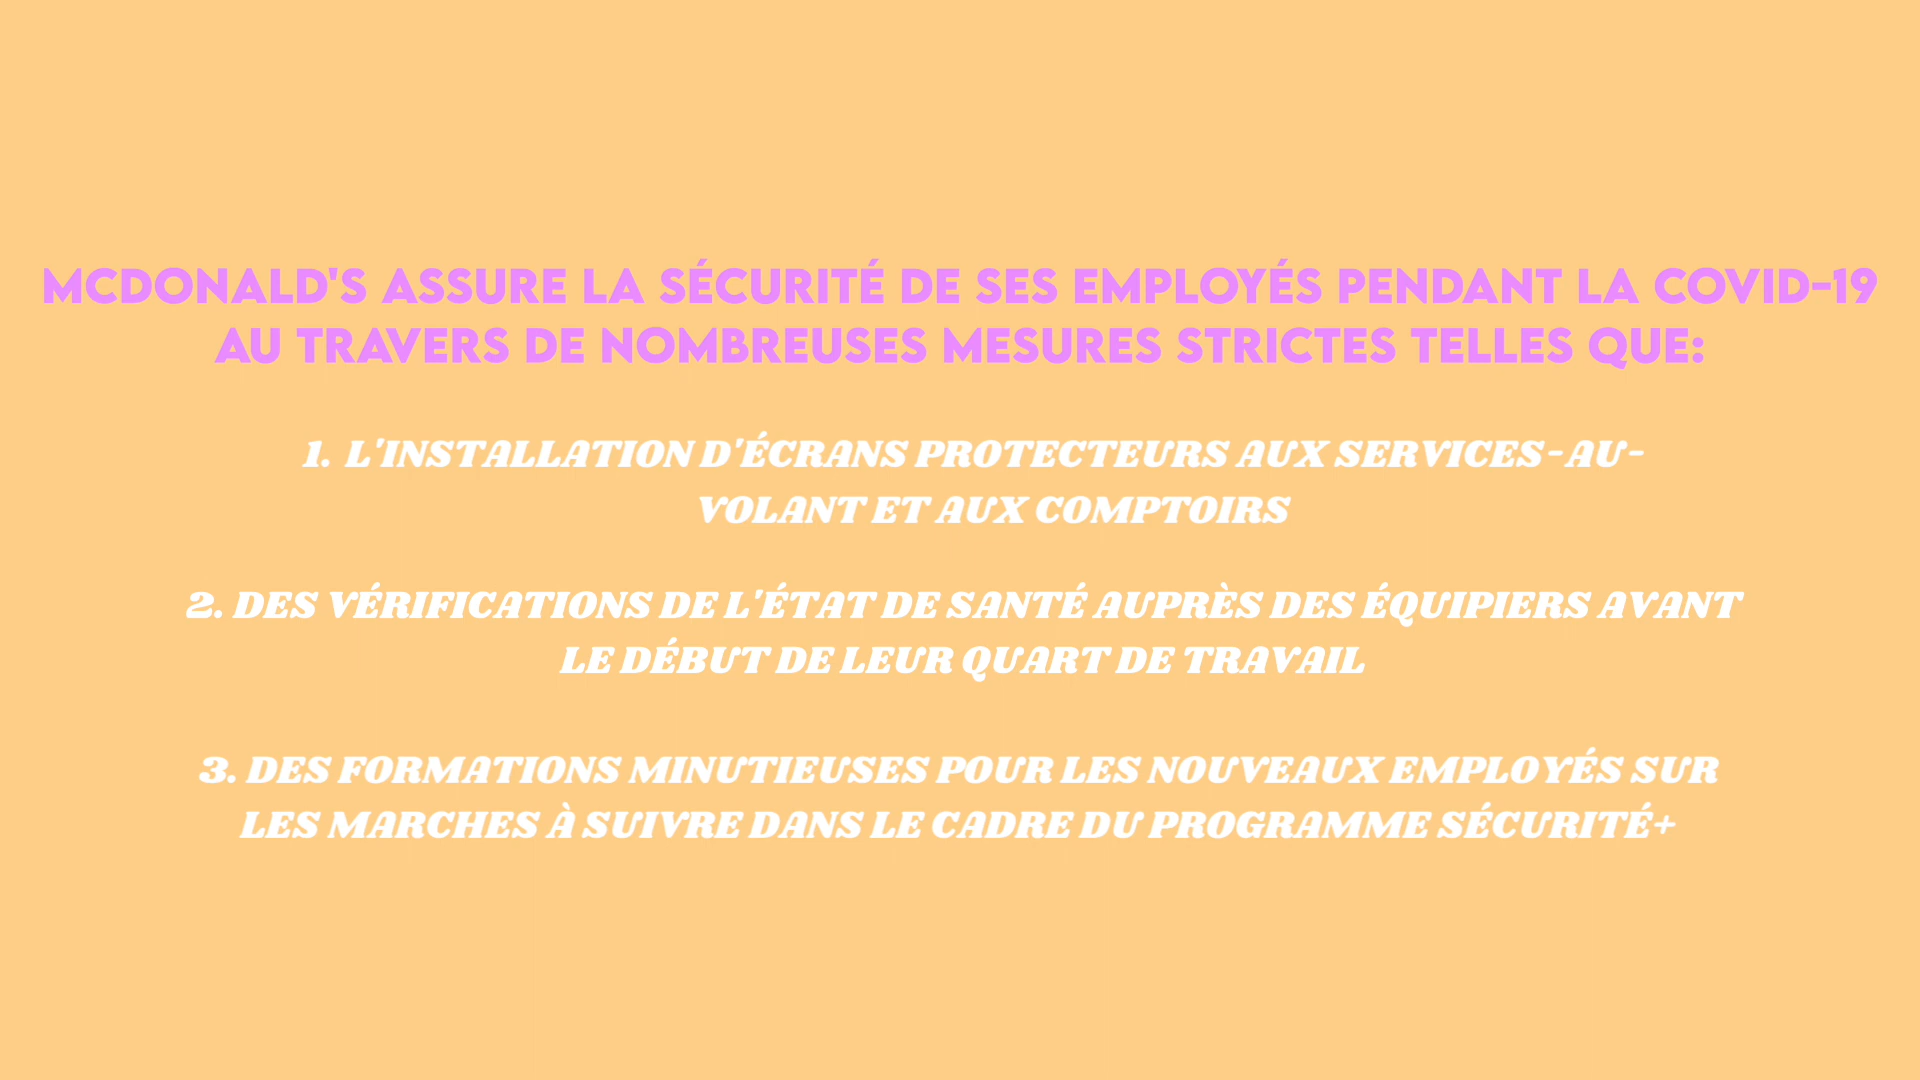 MCDONALD'S ASSURE LA SÉCURITÉ DE SES EMPLOYÉS PENDANT LA COVID-19
AU TRAVERS DE NOMBREUSES MESURES STRICTES TELLES QUE:
1. L'INSTALLATION D'ÉCRANS PROTECTEURS AUX SERVICES-AU-
VOLANT ET AUX COMPTOIRS
2. DES VÉRIFICATIONS DE L'ÉTAT DE SANTÉ AUPRÈS DES ÉQUIPIERS AVANT
LE DÉBUT DE LEUR QUART DE TRAVAIL
3. DES FORMATIONS MINUTIEUSES POUR LES NOUVEAUX EMPLOYÉS SUR
LES MARCHES À SUIVRE DANS LE CADRE DU PROGRAMME SÉCURITÉ+